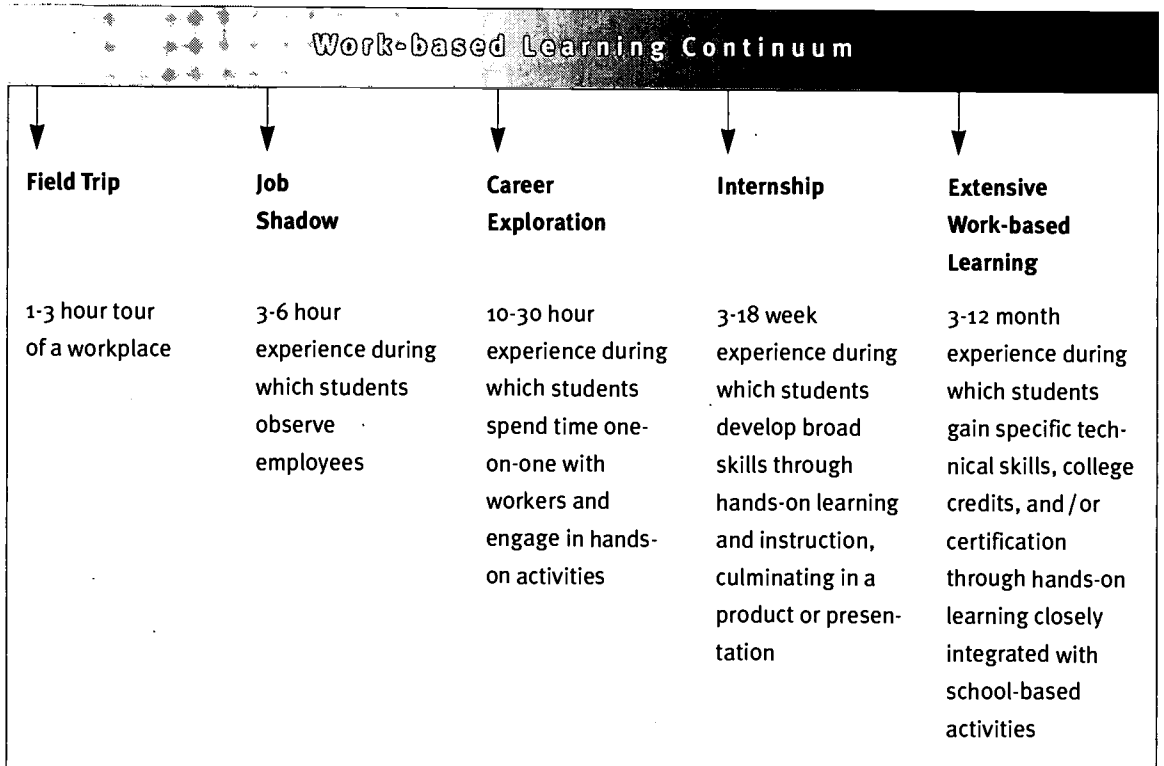 Work-based Learning Continuum
Field Trip
1-3 hour tour
of a workplace
Job
Shadow
3-6 hour
experience during
which students
observe
employees
Career
Exploration
10-30 hour
experience during
which students
spend time one-
on-one with
workers and
engage in hands-
on activities
Internship
3-18 week
experience during
which students
develop broad
skills through
hands-on learning
and instruction,
culminating in a
product or presen-
tation
Extensive
Work-based
Learning
3-12 month
experience during
which students
gain specific tech-
nical skills, college
credits, and/or
certification
through hands-on
learning closely
integrated with
school-based
activities